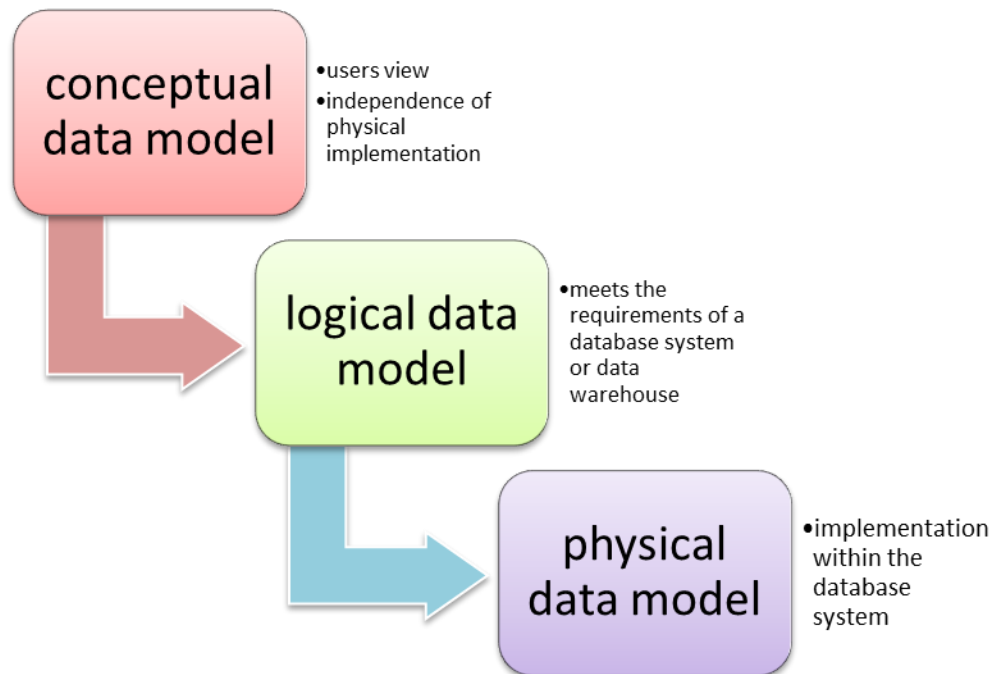 conceptual
data model
•users view
•independence of
physical
implementation
logical data
model
•meets the
requirements of a
database system
or data
warehouse
physical
data model
•implementation
within the
database
system